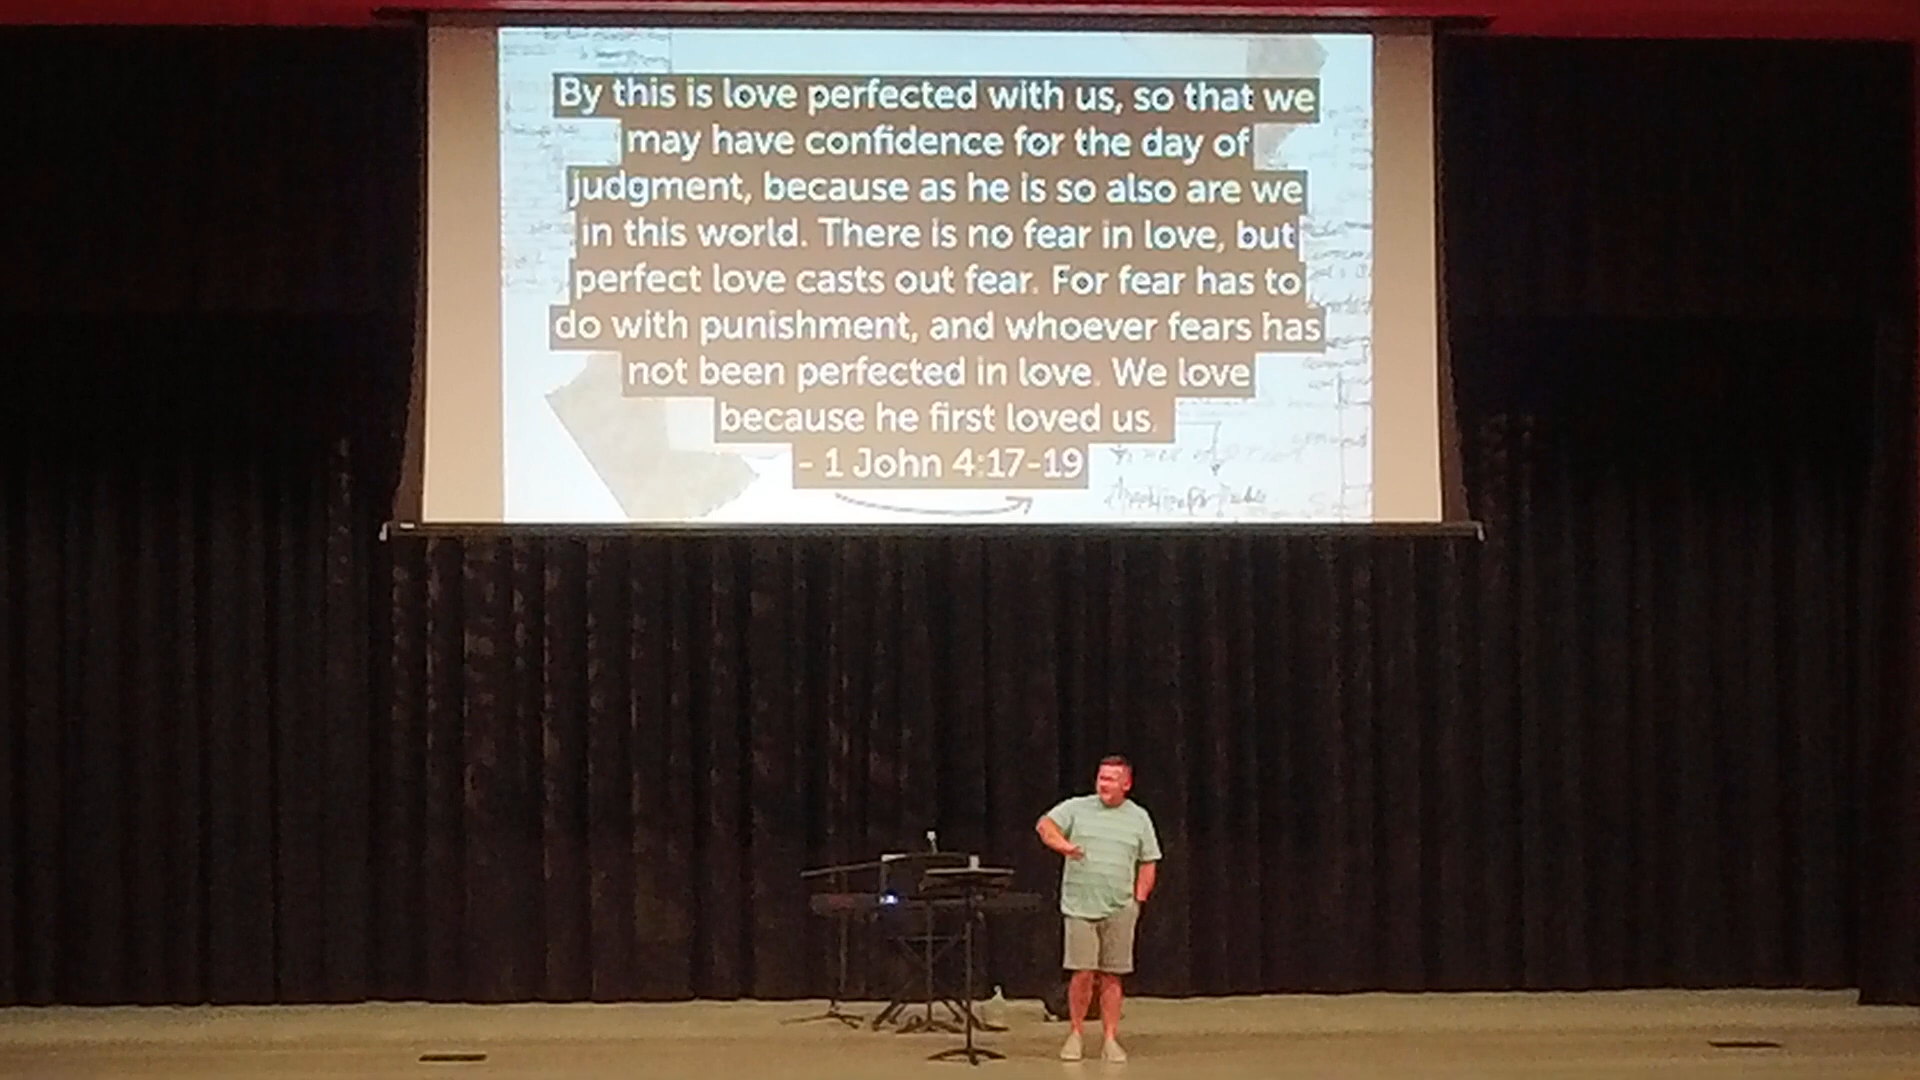 By this is love perfected with us, so that we
may have confidence for the day of
judgment, because as he is so also are we
in this world. There is no fear in love, but
perfect love casts out fear. For fear has to
do with punishment, and whoever fears has
not been perfected in love. We love
because he first loved us.
- 1 John 4:17-19